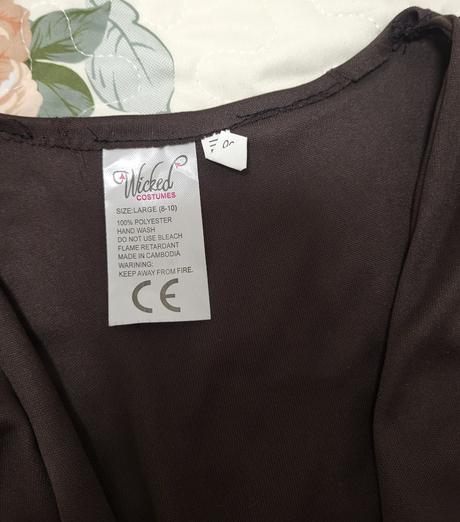 Wicked
COSTUMES
SIZE:LARGE (8-10)
100% POLYESTER
HAND WASH
DO NOT USE BLEACH
FLAME RETARDANT
MADE IN CAMBODIA
WARINING:
KEEP AWAY FROM FIRE.
CE